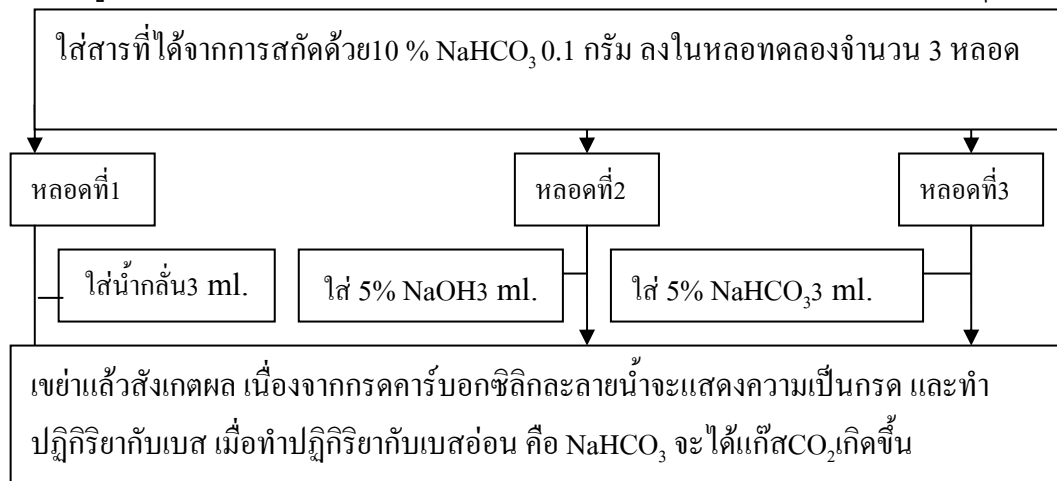 ใส่สารที่ได้จากการสกัดด้วย10 % NaHCO₃ 0.1 กรัม ลงในหลอทดลองจำนวน 3 หลอด
หลอดที่1
หลอดที่2
หลอดที่3
ใส่น้ำกลั่น3 ml.
ใส่ 5% NaOH3 ml.
ใส่ 5% NaHCO₃3 ml.
เขย่าแล้วสังเกตผล เนื่องจากกรดคาร์บอกซิลิกละลายน้ำจะแสดงความเป็นกรด และทำ
ปฏิกิริยากับเบส เมื่อทำปฏิกิริยากับเบสอ่อน คือ NaHCO₃ จะได้แก๊สCO₂เกิดขึ้น